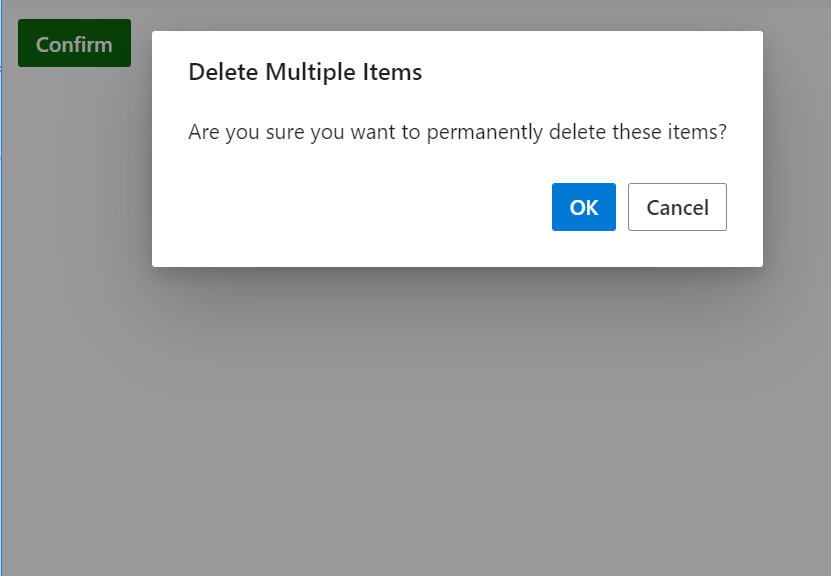 Confirm
Delete Multiple Items
Are you sure you want to permanently delete these items?
OK
Cancel